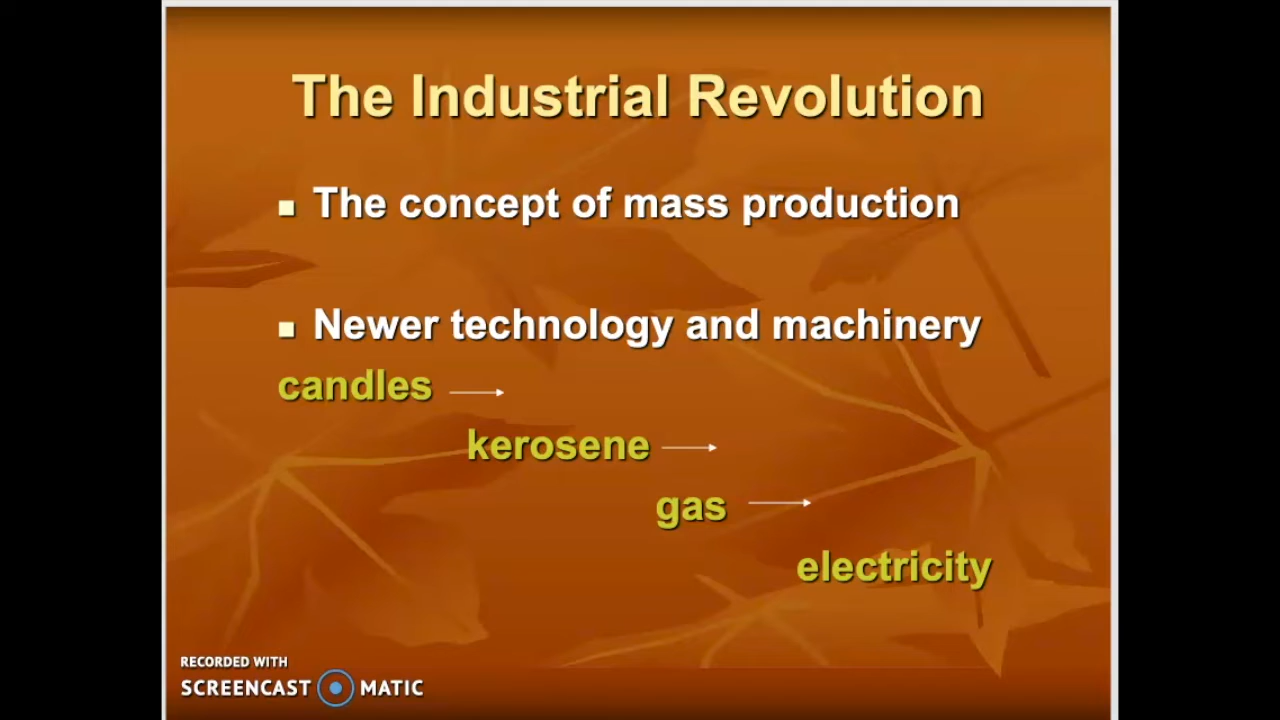 The Industrial Revolution
The concept of mass production
Newer technology and machinery
candles
kerosene
gas
electricity
RECORDED WITH
SCREENCAST MATIC